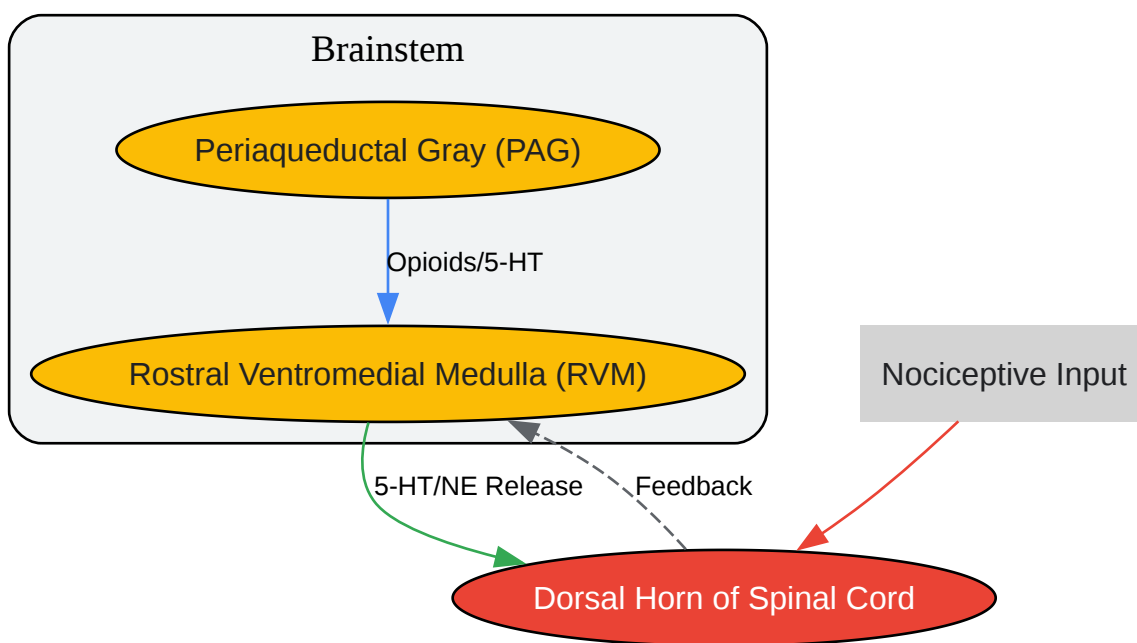 Brainstem
Periaqueductal Gray (PAG)
Opioids/5-HT
Rostral Ventromedial Medulla (RVM)
Nociceptive Input
5-HT/NE Release
Feedback
Dorsal Horn of Spinal Cord